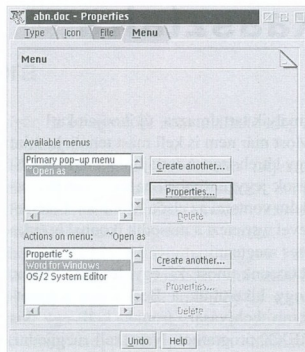 abn.doc - Properties
Type \ Icon \ File / Menu \
Menu
Available menus
Primary pop-up menu
~Open as
Create another...
Properties...
Delete
Actions on menu: ~Open as
Propertie~s
Word for Windows
OS/2 System Editor
Create another...
Properties...
Delete
Undo
Help